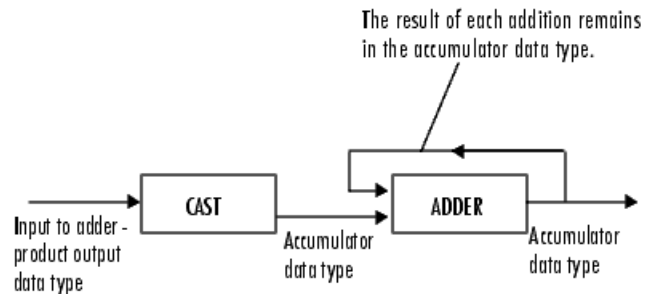 The result of each addition remains
in the accumulator data type.
CAST
ADDER
Input to adder -
product output
data type
Accumulator
data type
Accumulator
data type